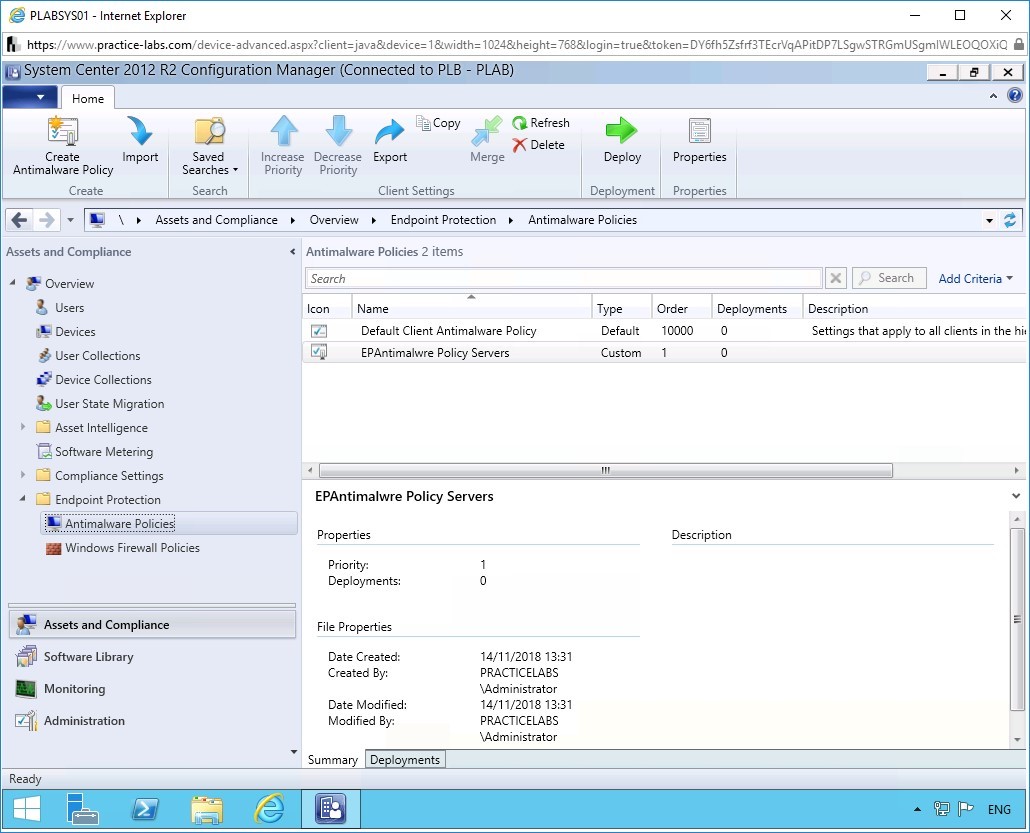 PLABSYS01 - Internet Explorer
https://www.practice-labs.com/device-advanced.aspx?client=java&device=1&width=1024&height=768&login=true&token=DY6fh5Zsfrf3TEcrVqAPitDP7LSgwSTRGmUSgmIWLEOQOXiQ
System Center 2012 R2 Configuration Manager (Connected to PLB - PLAB)
Home
Create Antimalware Policy
Import
Saved Searches
Increase Priority
Decrease Priority
Export
Copy
Merge
Refresh
Delete
Deploy
Properties
Create
Search
Client Settings
Deployment
Properties
\ Assets and Compliance Overview Endpoint Protection Antimalware Policies
Assets and Compliance
Overview
Users
Devices
User Collections
Device Collections
User State Migration
Asset Intelligence
Software Metering
Compliance Settings
Endpoint Protection
Antimalware Policies
Windows Firewall Policies
Assets and Compliance
Software Library
Monitoring
Administration
Antimalware Policies 2 items
Search Search Add Criteria
Icon Name Type Order Deployments Description
Default Client Antimalware Policy Default 10000 0 Settings that apply to all clients in the hi
EPAntimalwre Policy Servers Custom 1 0
EPAntimalwre Policy Servers
Properties
Description
Priority: 1
Deployments: 0
File Properties
Date Created: 14/11/2018 13:31
Created By: PRACTICELABS
\Administrator
Date Modified: 14/11/2018 13:31
Modified By: PRACTICELABS
\Administrator
Summary Deployments
Ready
ENG